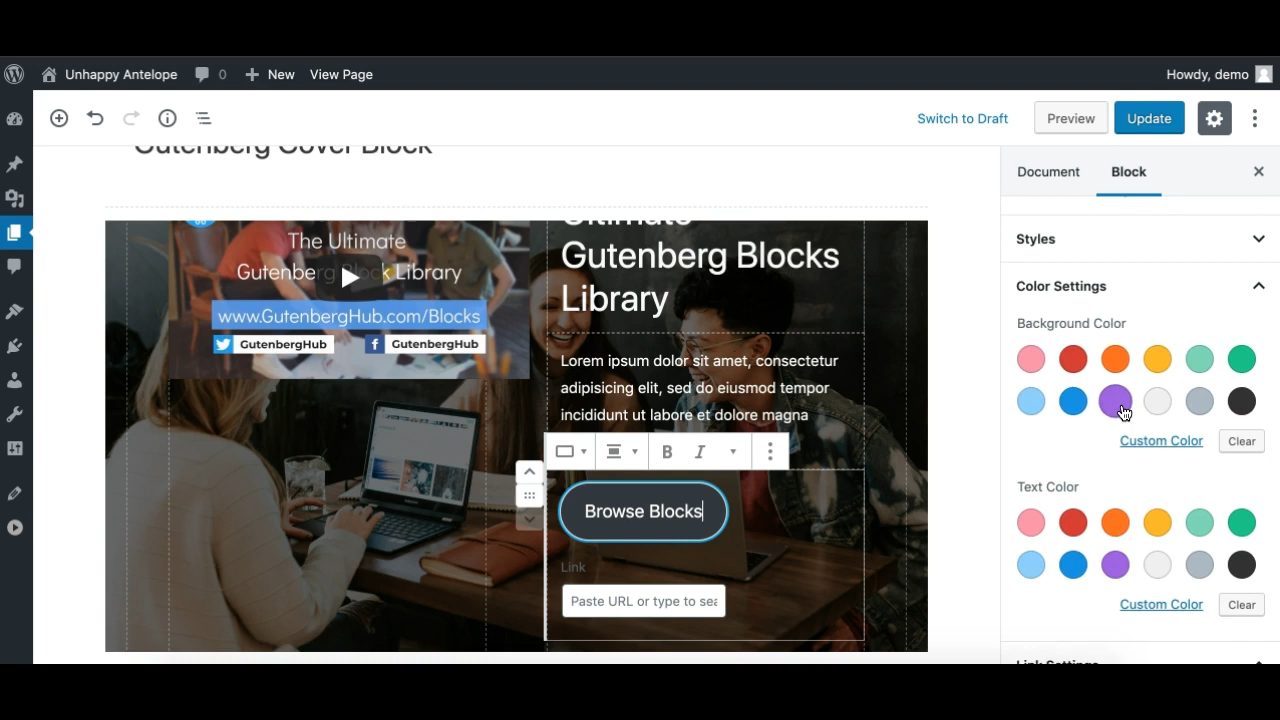 Unhappy Antelope 0 New View Page Howdy, demo
Switch to Draft Preview Update
Gutenberg Cover Block
Document Block
Styles
Color Settings
Background Color
Custom Color Clear
Text Color
Custom Color Clear
Link Settings
The Ultimate
Gutenberg Block Library
www.GutenbergHub.com/Blocks
GutenbergHub GutenbergHub
Ultimate
Gutenberg Blocks
Library
Lorem ipsum dolor sit amet, consectetur
adipisicing elit, sed do eiusmod tempor
incididunt ut labore et dolore magna
B I
Browse Blocks
Link
Paste URL or type to sea